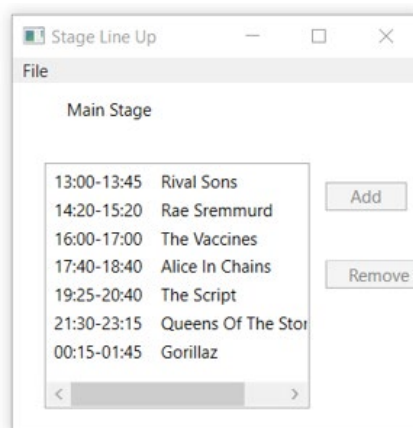 Stage Line Up
File
Main Stage
13:00-13:45 Rival Sons
14:20-15:20 Rae Sremmurd
16:00-17:00 The Vaccines
17:40-18:40 Alice In Chains
19:25-20:40 The Script
21:30-23:15 Queens Of The Stor
00:15-01:45 Gorillaz
Add
Remove